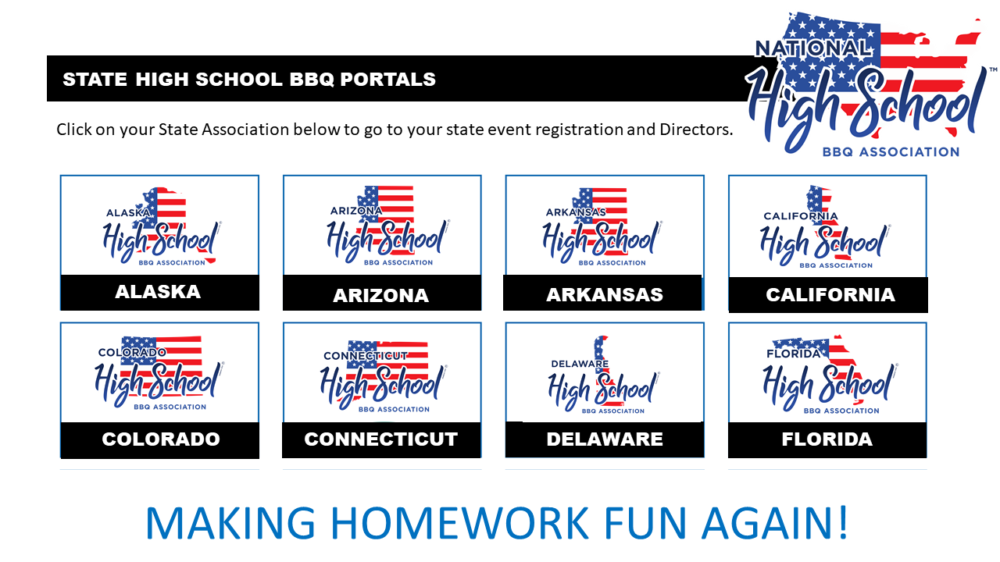 NATIONAL
High School™
BBQ ASSOCIATION
STATE HIGH SCHOOL BBQ PORTALS
Click on your State Association below to go to your state event registration and Directors.
ALASKA
High School
BBQ ASSOCIATION
ALASKA
ARIZONA
High School
BBQ ASSOCIATION
ARIZONA
ARKANSAS
High School
BBQ ASSOCIATION
ARKANSAS
CALIFORNIA
High School
BBQ ASSOCIATION
CALIFORNIA
COLORADO
High School
BBQ ASSOCIATION
COLORADO
CONNECTICUT
High School
BBQ ASSOCIATION
CONNECTICUT
DELAWARE
High School
BBQ ASSOCIATION
DELAWARE
FLORIDA
High School
BBQ ASSOCIATION
FLORIDA
MAKING HOMEWORK FUN AGAIN!